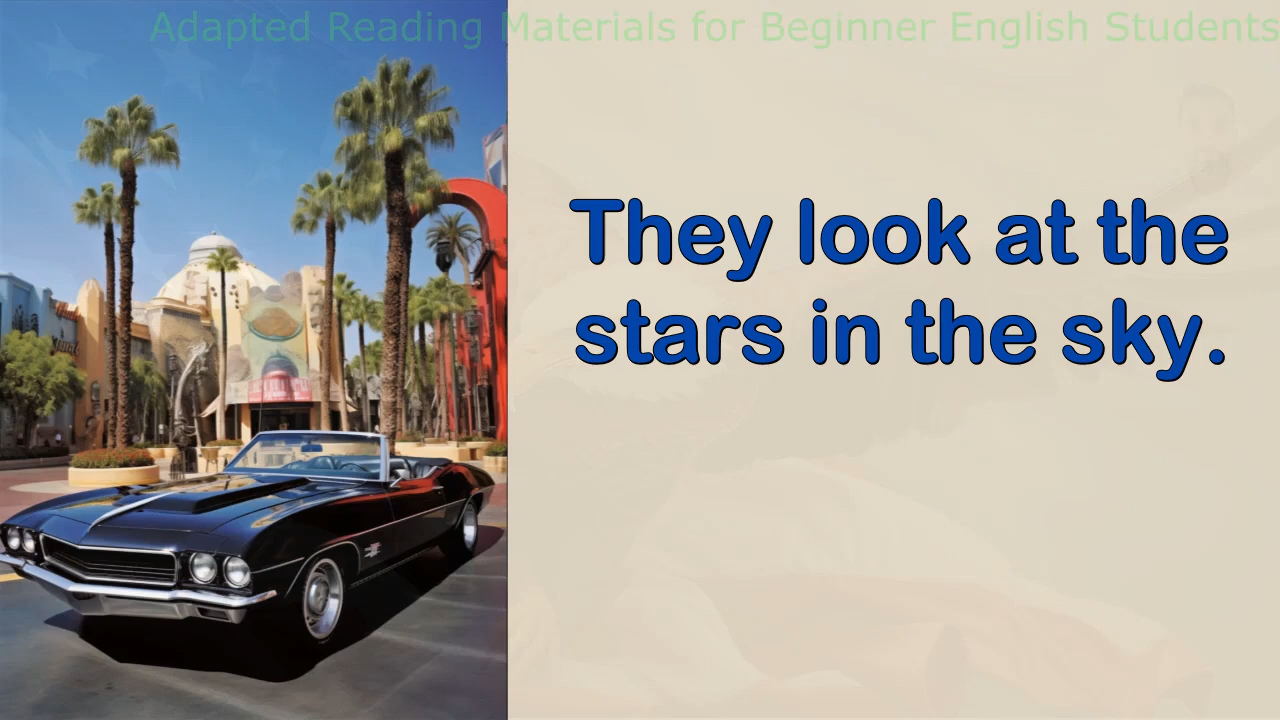 Adapted Reading Materials for Beginner English Students
They look at the
stars in the sky.